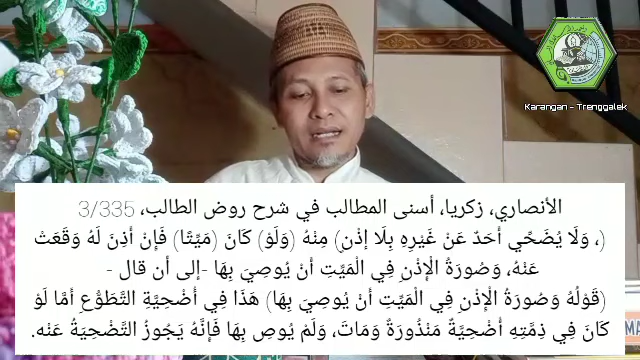 Karangan - Trenggalek
الأنصاري، زكريا، أسنى المطالب في شرح روض الطالب، 3/335
(، وَلَا يُضَحِّي أَحَدٌ عَنْ غَيْرِهِ بِلَا إذْنٍ) مِنْهُ (وَلَوْ) كَانَ (مَيِّتًا) فَإِنْ أَذِنَ لَهُ وَقَعَتْ
عَنْهُ، وَصُورَةُ الْإِذْنِ فِي الْمَيِّتِ أَنْ يُوصِيَ بِهَا -إلى أن قال -
(قَوْلُهُ وَصُورَةُ الْإِذْنِ فِي الْمَيِّتِ أَنْ يُوصِيَ بِهَا) هَذَا فِي أُضْحِيَّةِ التَّطَوُّعِ أَمَّا لَوْ
كَانَ فِي ذِمَّتِهِ أُضْحِيَّةٌ مَنْذُورَةٌ وَمَاتَ، وَلَمْ يُوصِ بِهَا فَإِنَّهُ يَجُوزُ التَّضْحِيَةُ عَنْه.